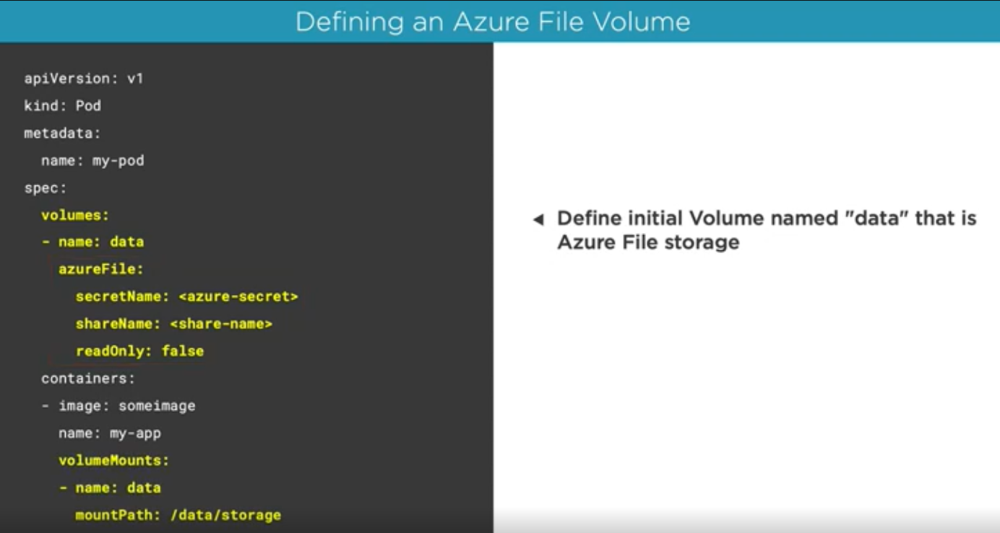 Defining an Azure File Volume
apiVersion: v1
kind: Pod
metadata:
  name: my-pod
spec:
  volumes:
  - name: data
    azureFile:
      secretName: <azure-secret>
      shareName: <share-name>
      readOnly: false
  containers:
  - image: someimage
    name: my-app
    volumeMounts:
    - name: data
      mountPath: /data/storage
◄ Define initial Volume named "data" that is
Azure File storage